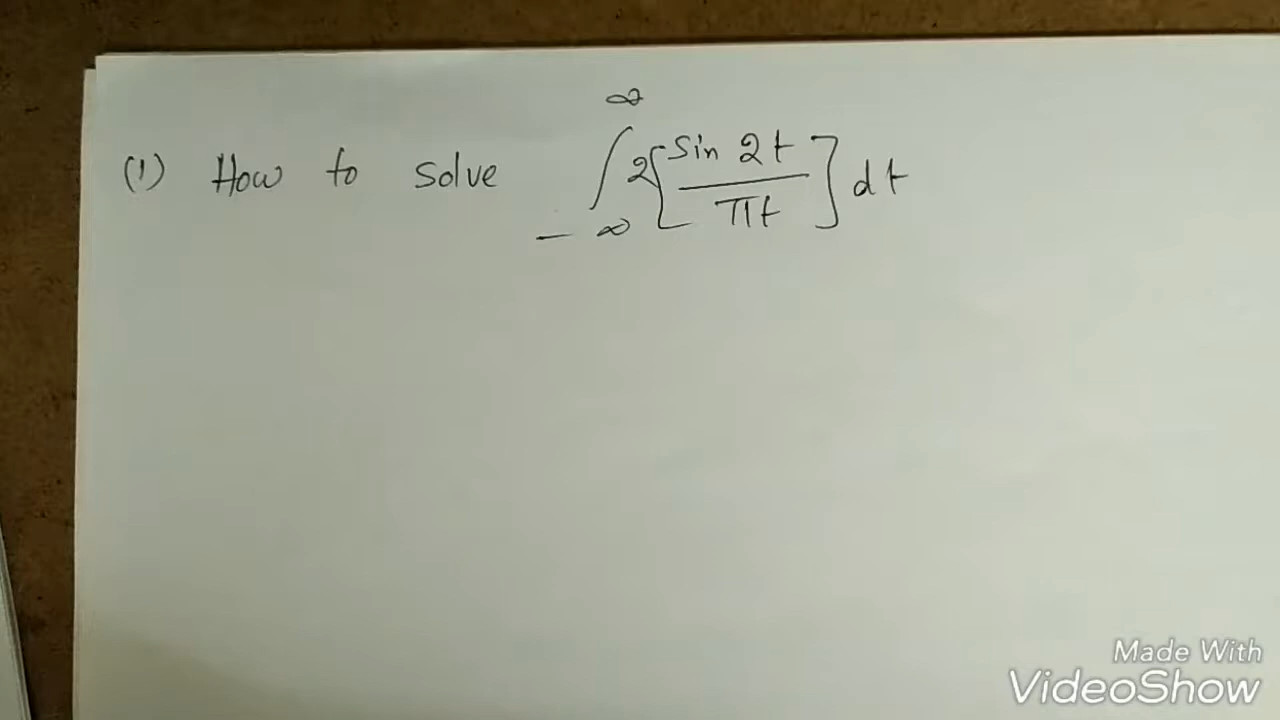 (1) How to solve ∫_{-∞}^{∞} 2[sin 2t / πt] dt
Made With
VideoShow